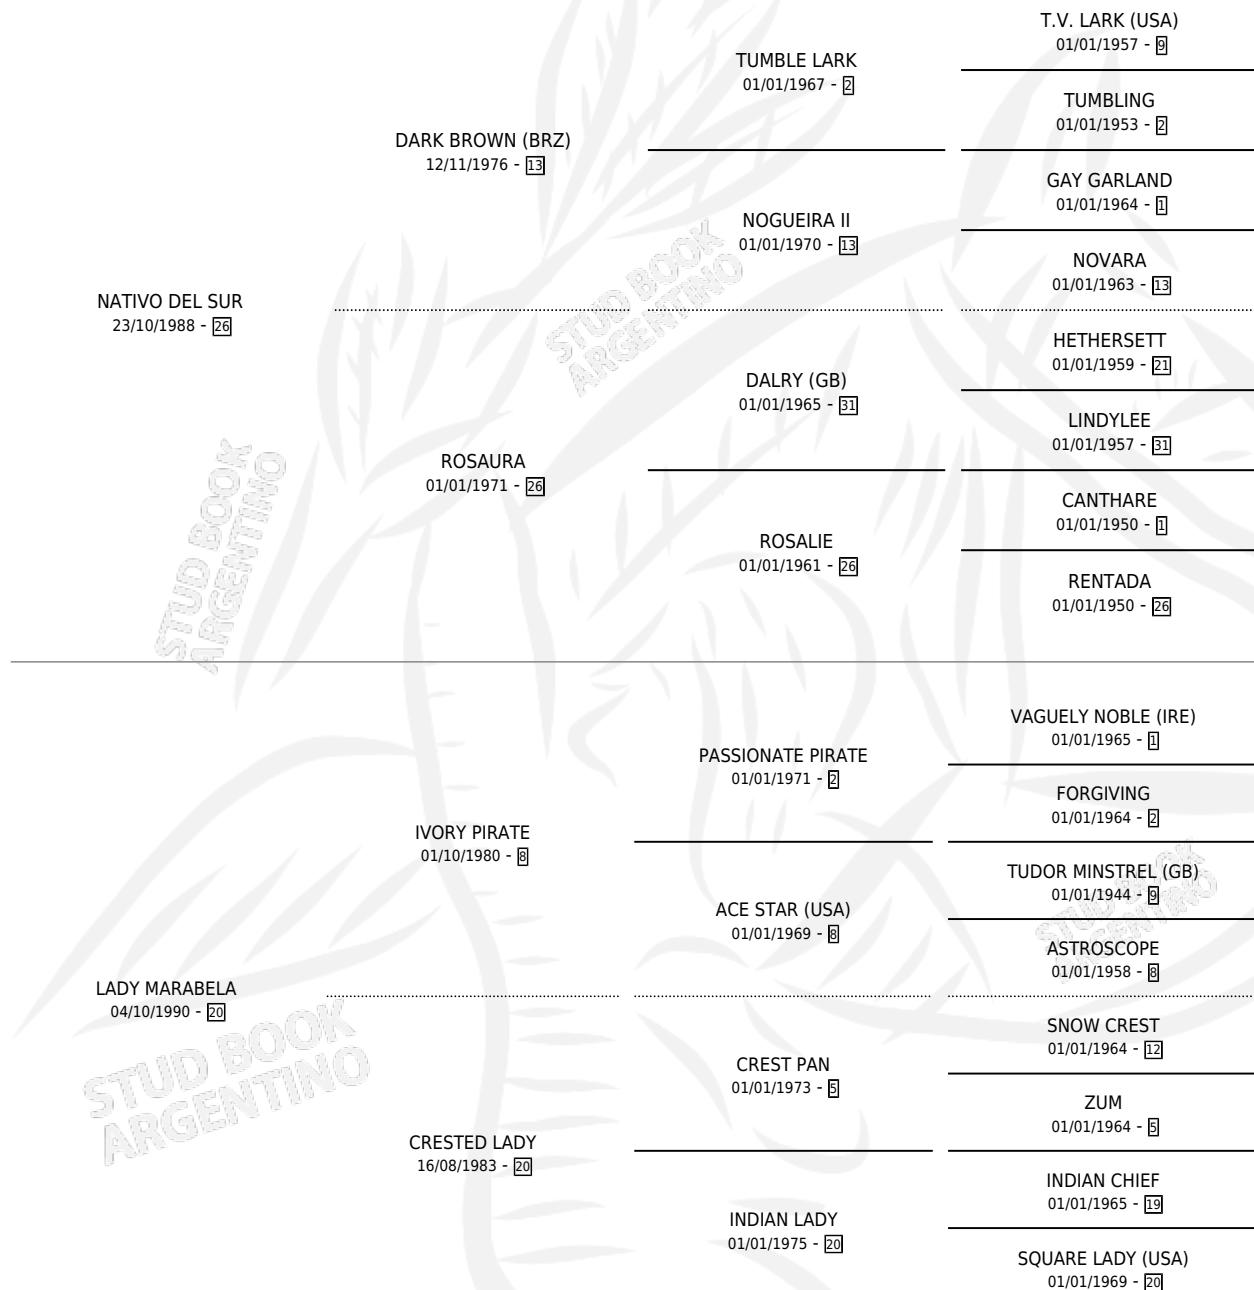 T.V. LARK (USA)
01/01/1957 - 9
TUMBLE LARK
01/01/1967 - 2
TUMBLING
01/01/1953 - 2
DARK BROWN (BRZ)
12/11/1976 - 13
GAY GARLAND
01/01/1964 - 1
NOGUEIRA II
01/01/1970 - 13
NOVARA
01/01/1963 - 13
NATIVO DEL SUR
23/10/1988 - 26
HETHERSETT
01/01/1959 - 21
DALRY (GB)
01/01/1965 - 31
LINDYLEE
01/01/1957 - 31
ROSAURA
01/01/1971 - 26
CANTHARE
01/01/1950 - 1
ROSALIE
01/01/1961 - 26
RENTADA
01/01/1950 - 26
STUD BOOK
ARGENTINO
STUD BOOK
ARGENTINO
VAGUELY NOBLE (IRE)
01/01/1965 - 1
PASSIONATE PIRATE
01/01/1971 - 2
FORGIVING
01/01/1964 - 2
IVORY PIRATE
01/10/1980 - 8
TUDOR MINSTREL (GB)
01/01/1944 - 9
ACE STAR (USA)
01/01/1969 - 8
ASTROSCOPE
01/01/1958 - 8
STUD BOOK
ARGENTINO
LADY MARABELA
04/10/1990 - 20
SNOW CREST
01/01/1964 - 12
CREST PAN
01/01/1973 - 5
ZUM
01/01/1964 - 5
CRESTED LADY
16/08/1983 - 20
INDIAN CHIEF
01/01/1965 - 19
INDIAN LADY
01/01/1975 - 20
SQUARE LADY (USA)
01/01/1969 - 20
STUD BOOK
ARGENTINO